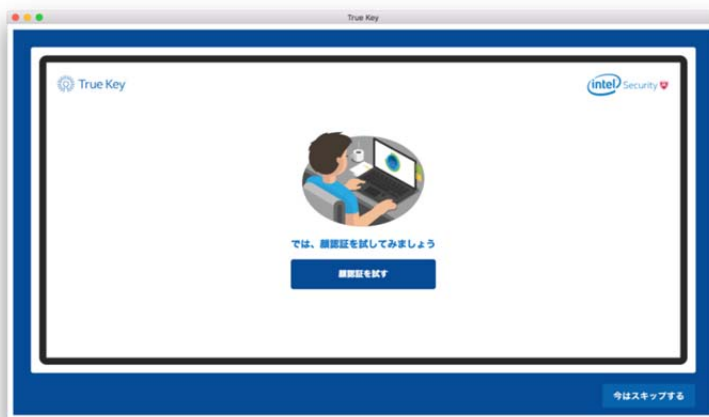 True Key
True Key
intel Security
では、顔認証を試してみましょう
顔認証を試す
今はスキップする